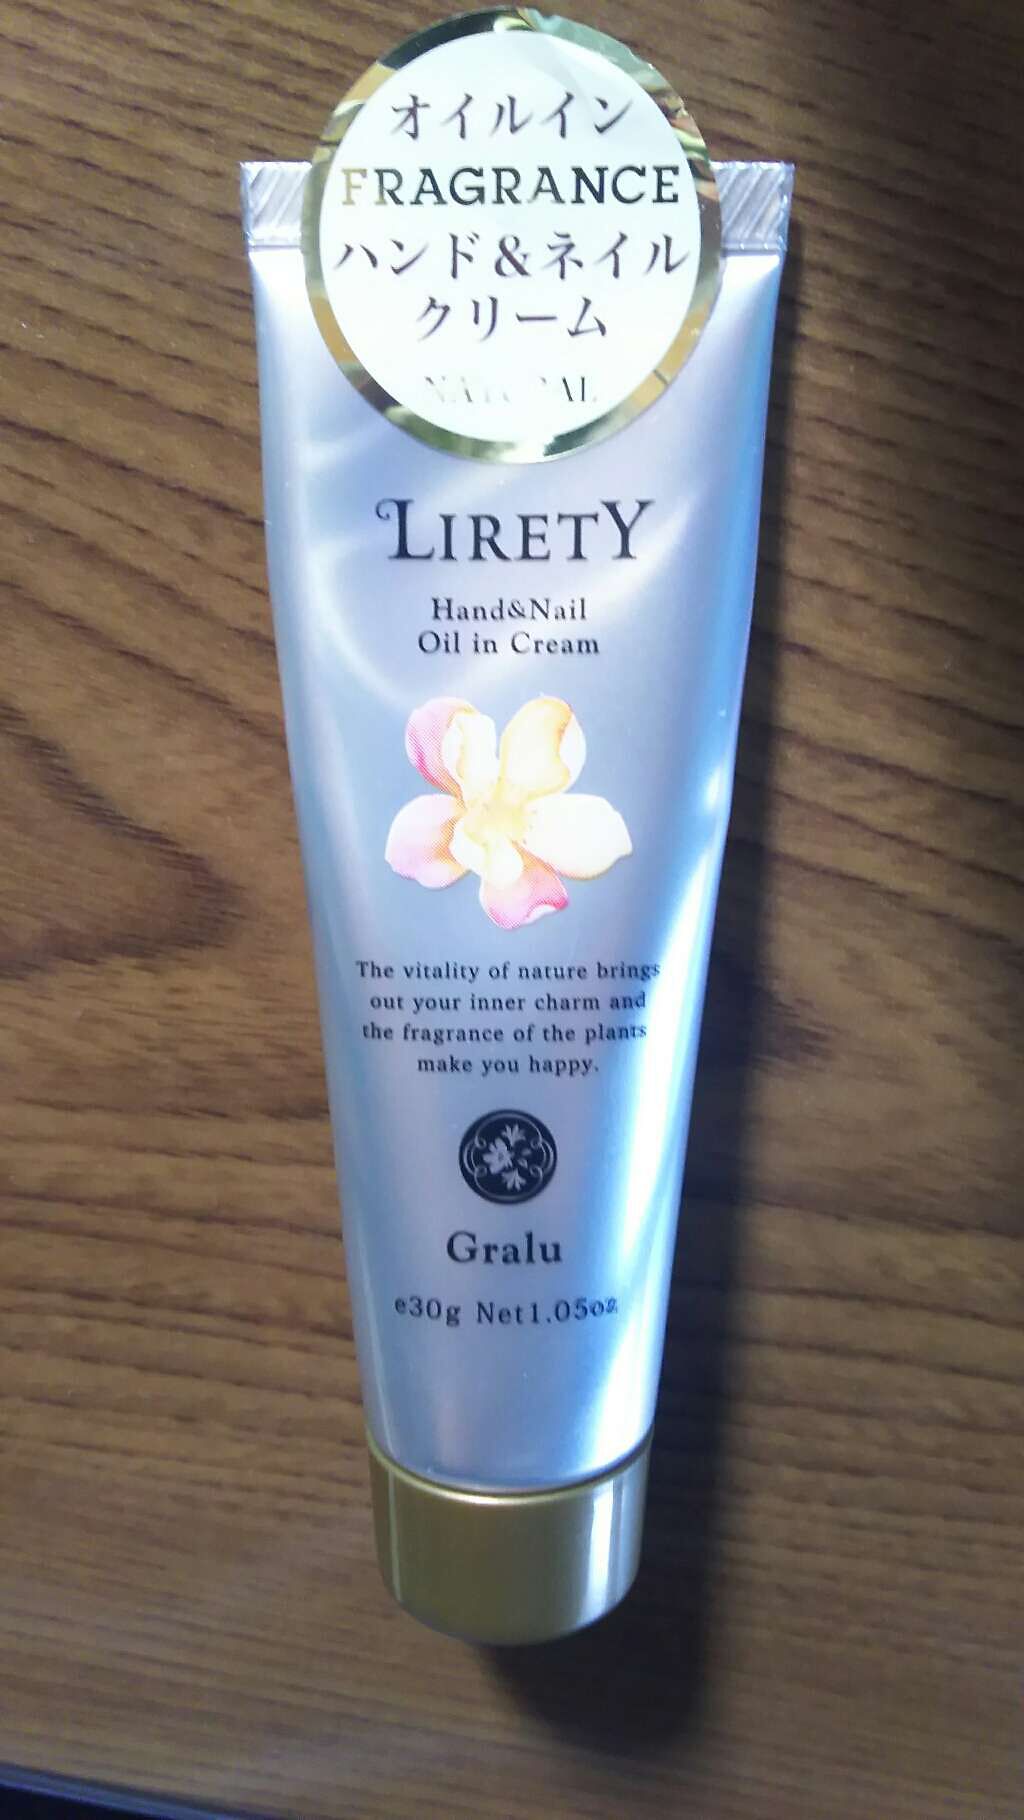 オイルイン
FRAGRANCE
ハンド&ネイル
クリーム
NATURAL
LIRETY
Hand&Nail
Oil in Cream
The vitality of nature brings
out your inner charm and
the fragrance of the plants
make you happy.
Gralu
e30g Net1.05oz.